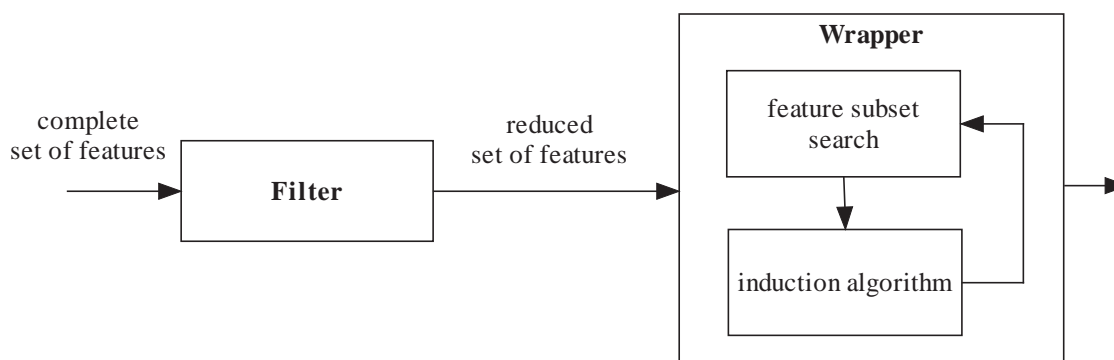 complete
set of features
Filter
reduced
set of features
Wrapper
feature subset
search
induction algorithm